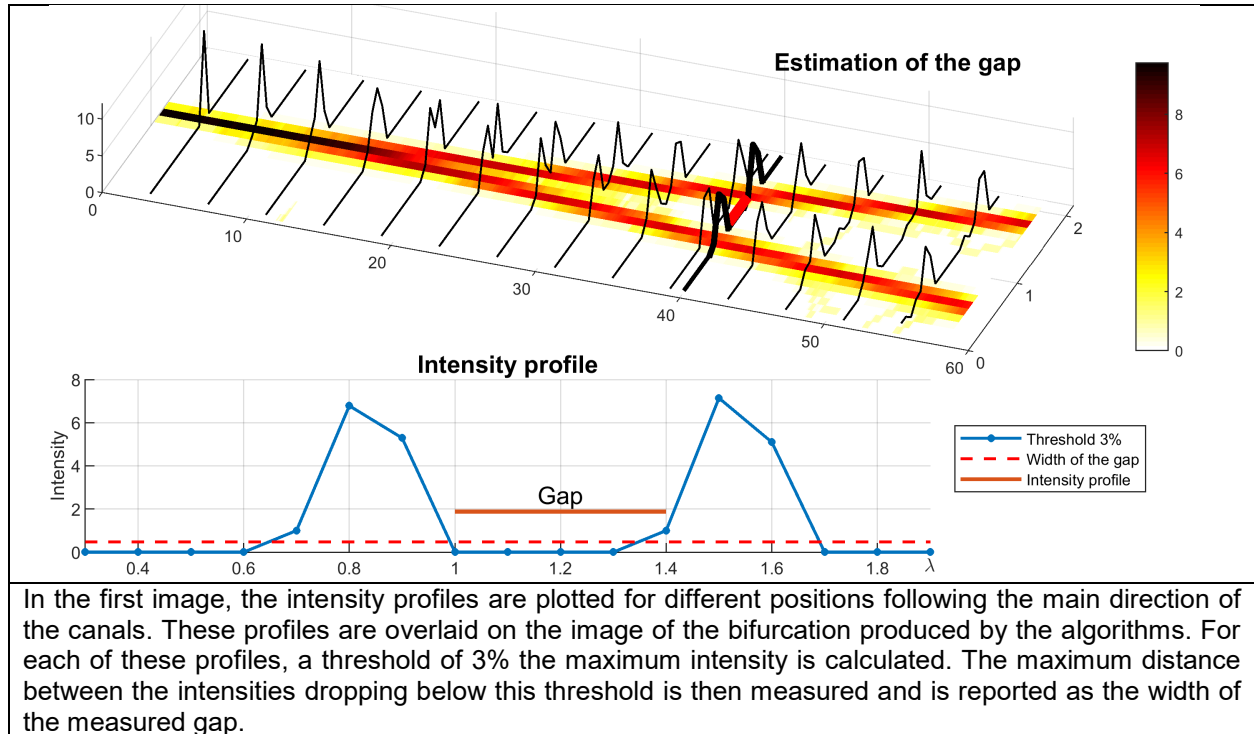 Estimation of the gap
10
5
0
0
10
20
30
40
50
60
0
1
2
8
6
4
2
0
Intensity profile
8
6
4
2
0
Intensity
Gap
0.4 0.6 0.8 1 1.2 1.4 1.6 1.8 λ
Threshold 3%
Width of the gap
Intensity profile
In the first image, the intensity profiles are plotted for different positions following the main direction of
the canals. These profiles are overlaid on the image of the bifurcation produced by the algorithms. For
each of these profiles, a threshold of 3% the maximum intensity is calculated. The maximum distance
between the intensities dropping below this threshold is then measured and is reported as the width of
the measured gap.